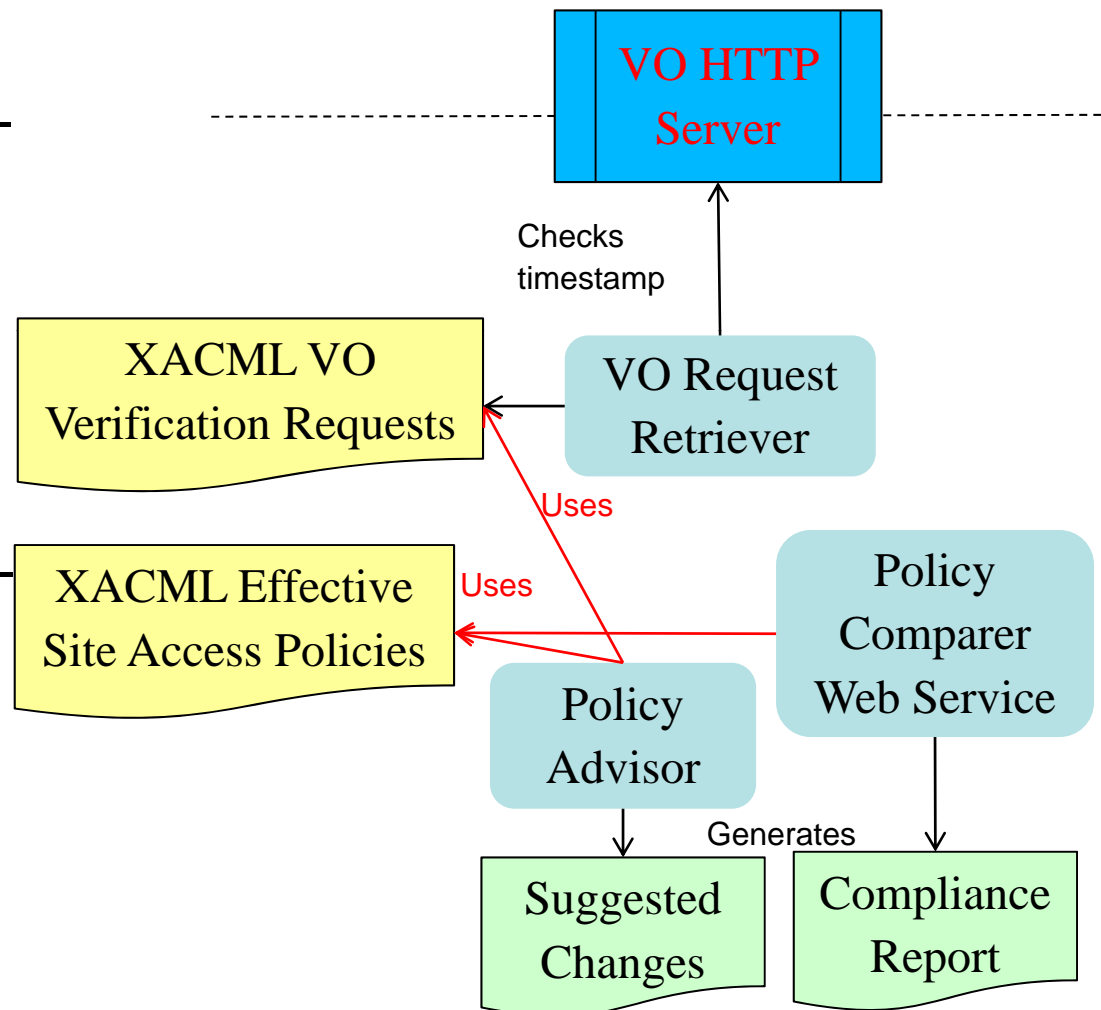 VO HTTP
Server
Checks
timestamp
XACML VO
Verification Requests
VO Request
Retriever
Uses
XACML Effective
Site Access Policies
Uses
Policy
Comparer
Web Service
Policy
Advisor
Generates
Suggested
Changes
Compliance
Report